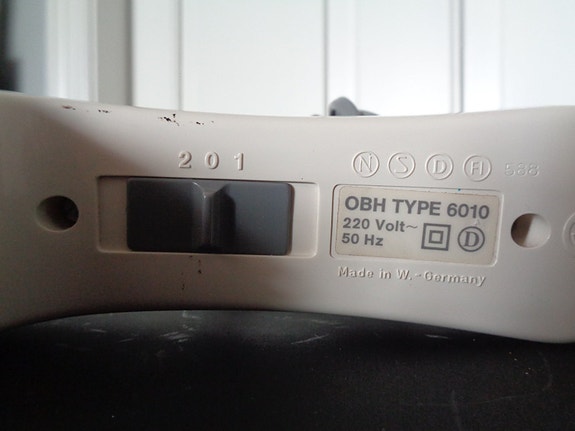 2 0 1
N S D FI 588
OBH TYPE 6010
220 Volt~
50 Hz D
Made in W.-Germany